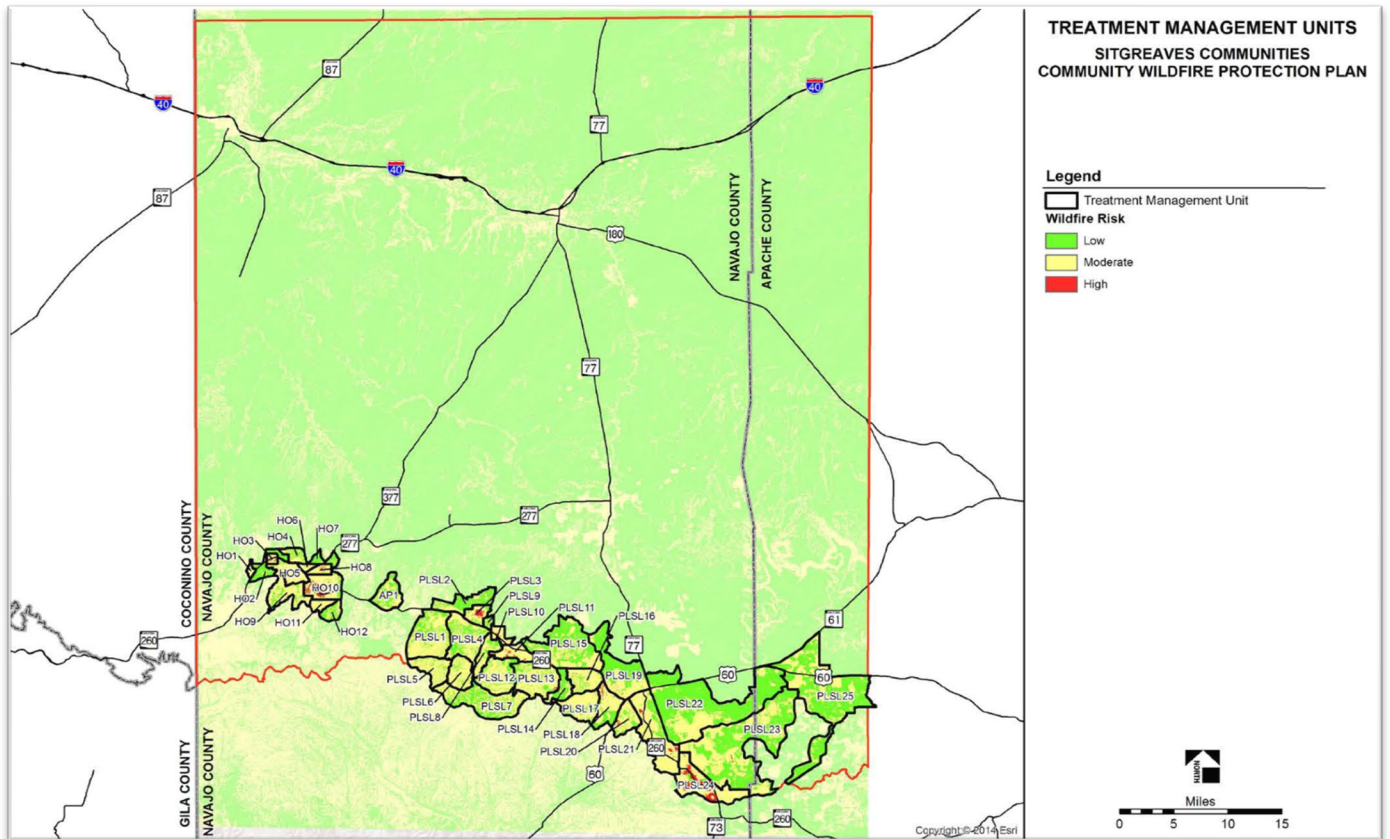 TREATMENT MANAGEMENT UNITS
SITGREAVES COMMUNITIES
COMMUNITY WILDFIRE PROTECTION PLAN
Legend
Treatment Management Unit
Wildfire Risk
Low
Moderate
High
87
40
40
77
87
40
NAVAJO COUNTY
APACHE COUNTY
180
77
377
277
277
COCONINO COUNTY
NAVAJO COUNTY
HO6
HO7
HO3
HO4
HO1
HO5
HO8
HO2
HO10
HO9
HO11
HO12
AP1
260
PLSL2
PLSL3
PLSL9
PLSL10
PLSL11
PLSL16
PLSL1
PLSL4
PLSL15
77
61
260
PLSL5
PLSL12
PLSL13
PLSL19
60
60
PLSL6
PLSL8
PLSL7
PLSL17
PLSL22
PLSL25
PLSL14
PLSL18
PLSL20
PLSL21
PLSL23
260
60
PLSL24
GILA COUNTY
NAVAJO COUNTY
73
260
NORTH
Miles
0 5 10 15
Copyright:© 2014 Esri